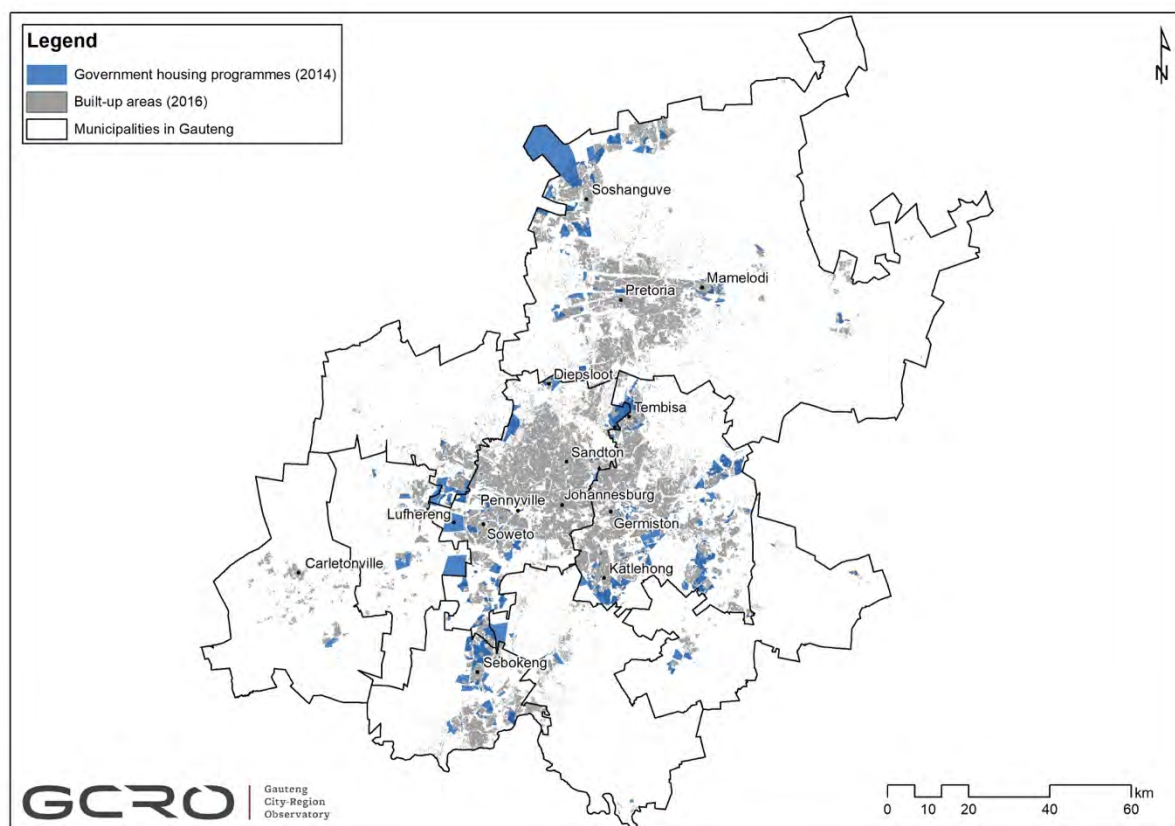 Legend
Government housing programmes (2014)
Built-up areas (2016)
Municipalities in Gauteng
N
Soshanguve
Mamelodi
Pretoria
Diepsloot
Tembisa
Sandton
Pennyville
Johannesburg
Lufhereng
Soweto
Germiston
Carletonville
Katlehong
Sebokeng
GCRO
Gauteng
City-Region
Observatory
km
0 10 20 40 60